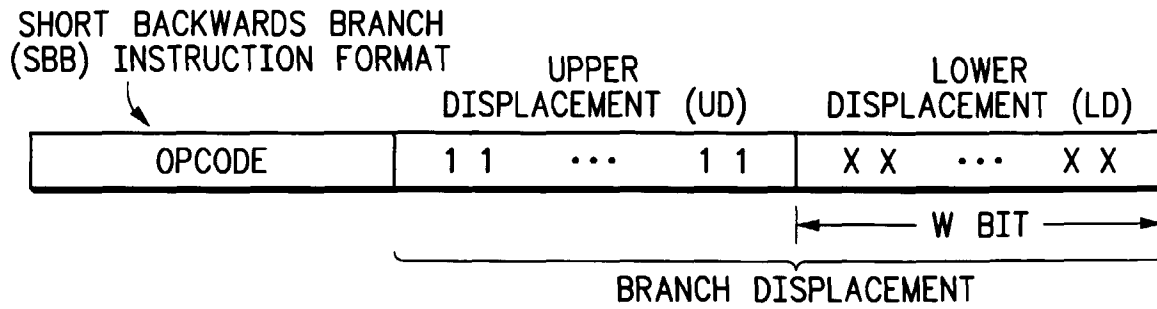 SHORT BACKWARDS BRANCH
(SBB) INSTRUCTION FORMAT
UPPER
DISPLACEMENT (UD)
LOWER
DISPLACEMENT (LD)
OPCODE
1 1 ··· 1 1
X X ··· X X
W BIT
BRANCH DISPLACEMENT